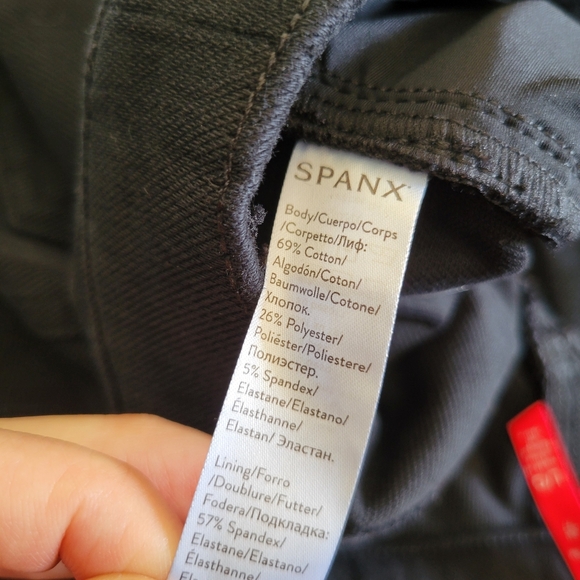 SPANX
Body/Cuerpo/Corps
/Corpetto/Лиф:
69% Cotton/
Algodón/Coton/
Baumwolle/Cotone/
Хлопок.
26% Polyester/
Poliéster/Poliestere/
Полиэстер.
5% Spandex/
Elastane/Elastano/
Élasthanne/
Elastan/ Эластан.
Lining/Forro
/Doublure/Futter/
Fodera/Подкладка:
57% Spandex/
Elastane/Elastano/
Élasthanne/